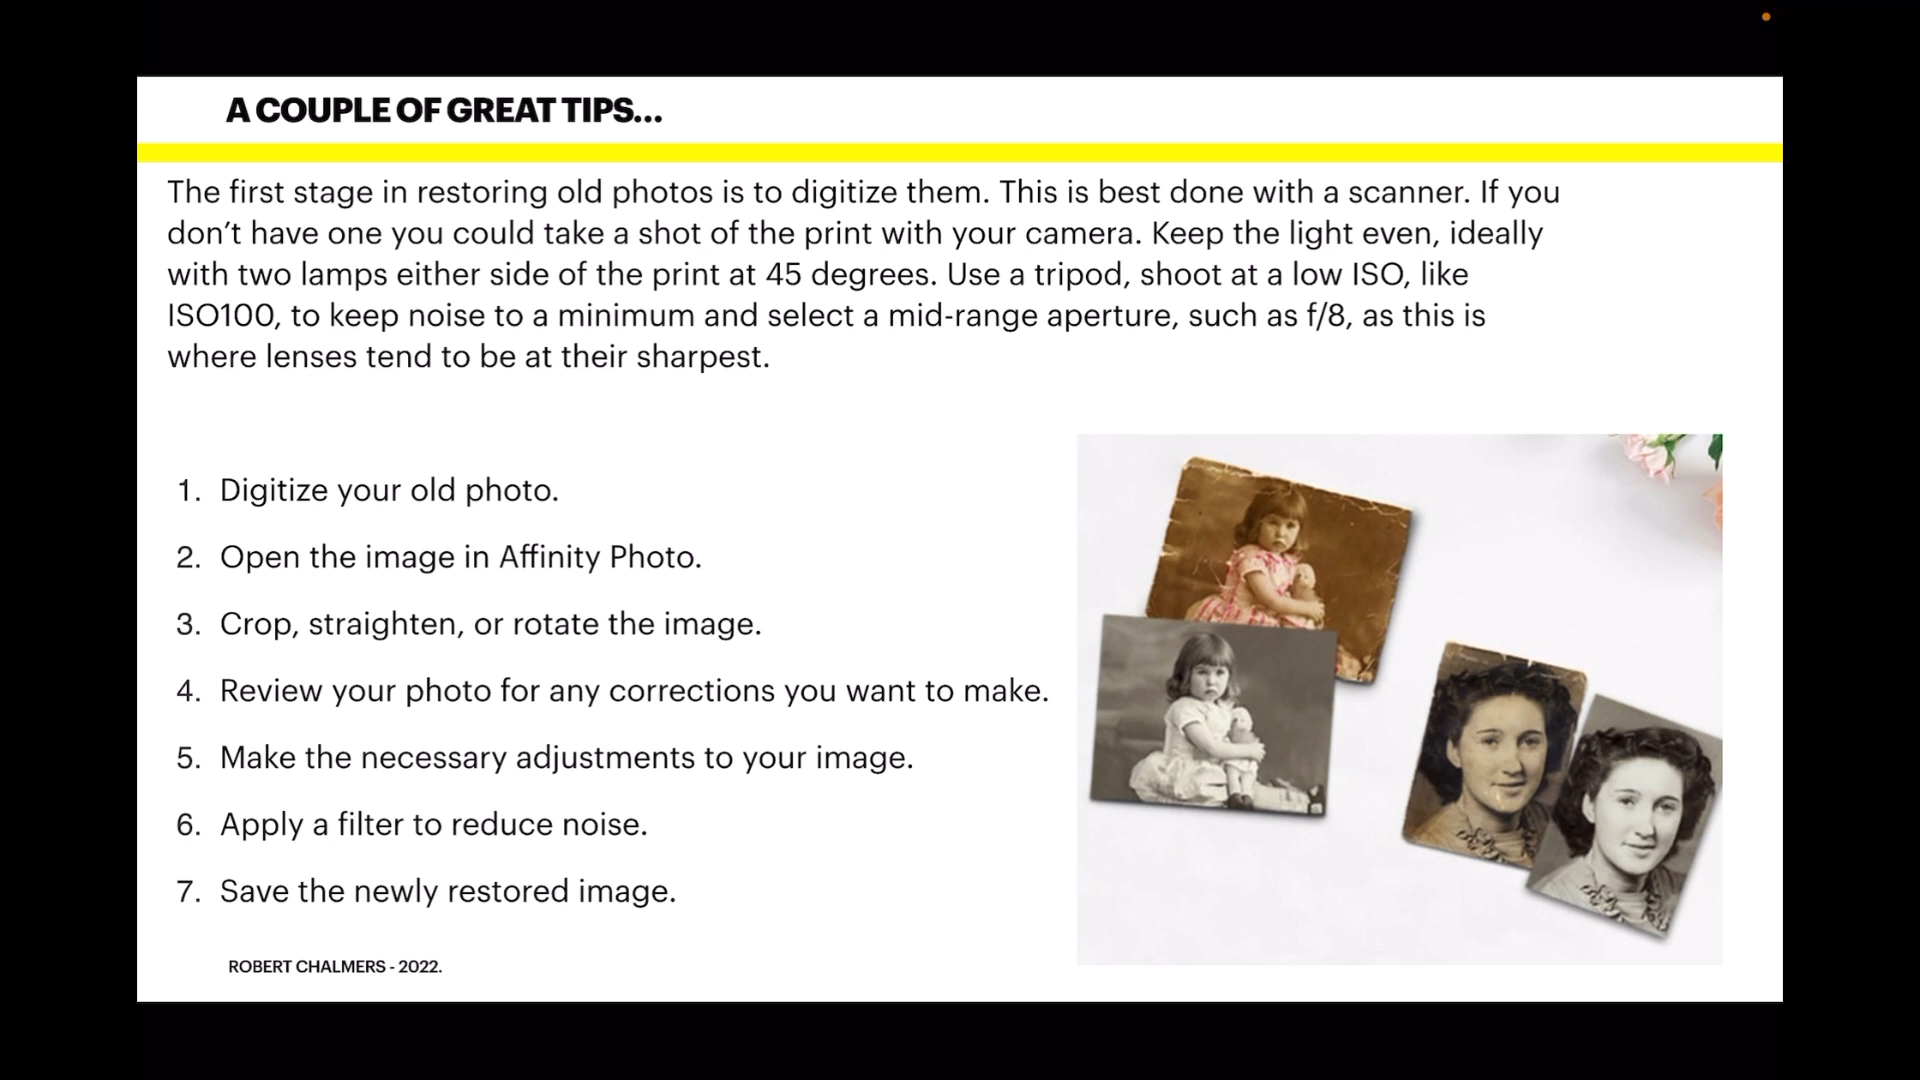 A COUPLE OF GREAT TIPS...
The first stage in restoring old photos is to digitize them. This is best done with a scanner. If you
don’t have one you could take a shot of the print with your camera. Keep the light even, ideally
with two lamps either side of the print at 45 degrees. Use a tripod, shoot at a low ISO, like
ISO100, to keep noise to a minimum and select a mid-range aperture, such as f/8, as this is
where lenses tend to be at their sharpest.
1. Digitize your old photo.
2. Open the image in Affinity Photo.
3. Crop, straighten, or rotate the image.
4. Review your photo for any corrections you want to make.
5. Make the necessary adjustments to your image.
6. Apply a filter to reduce noise.
7. Save the newly restored image.
ROBERT CHALMERS - 2022.